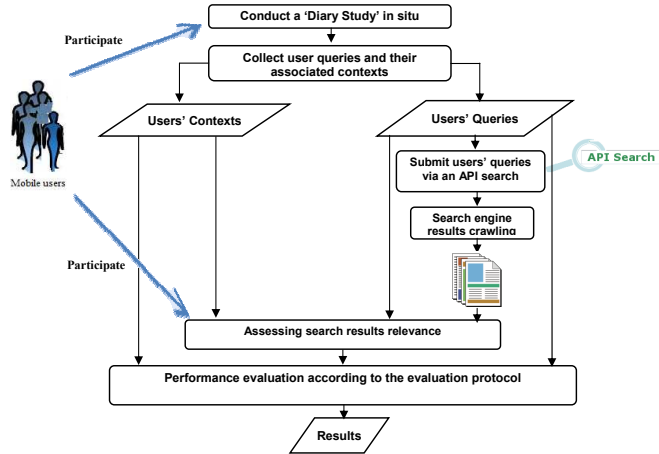 Conduct a ‘Diary Study’ in situ
Participate
Collect user queries and their
associated contexts
Users’ Contexts
Users’ Queries
Submit users’ queries
via an API search
API Search
Mobile users
Search engine
results crawling
Participate
Assessing search results relevance
Performance evaluation according to the evaluation protocol
Results